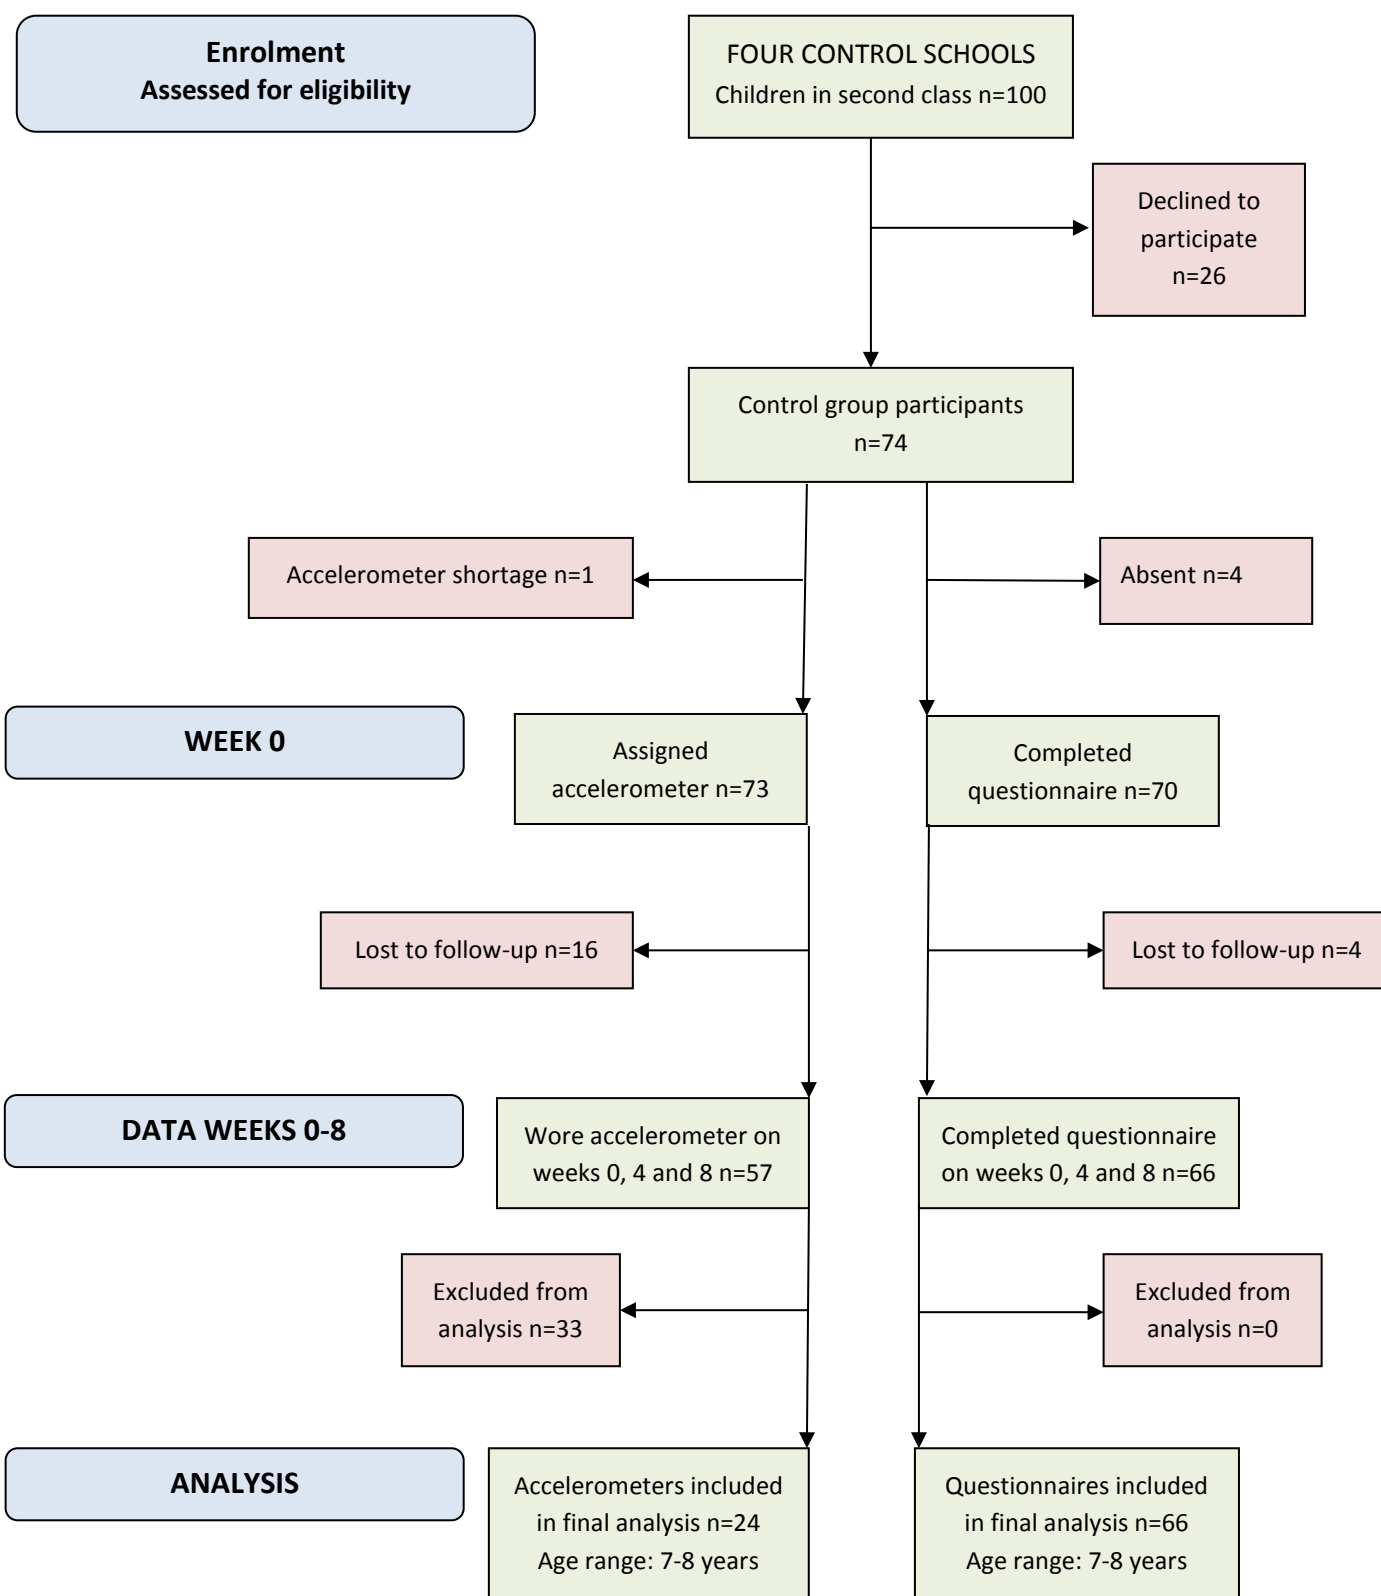 Enrolment
Assessed for eligibility
FOUR CONTROL SCHOOLS
Children in second class n=100
Declined to
participate
n=26
Control group participants
n=74
Accelerometer shortage n=1
Absent n=4
WEEK 0
Assigned
accelerometer n=73
Completed
questionnaire n=70
Lost to follow-up n=16
Lost to follow-up n=4
DATA WEEKS 0-8
Wore accelerometer on
weeks 0, 4 and 8 n=57
Completed questionnaire
on weeks 0, 4 and 8 n=66
Excluded from
analysis n=33
Excluded from
analysis n=0
ANALYSIS
Accelerometers included
in final analysis n=24
Age range: 7-8 years
Questionnaires included
in final analysis n=66
Age range: 7-8 years